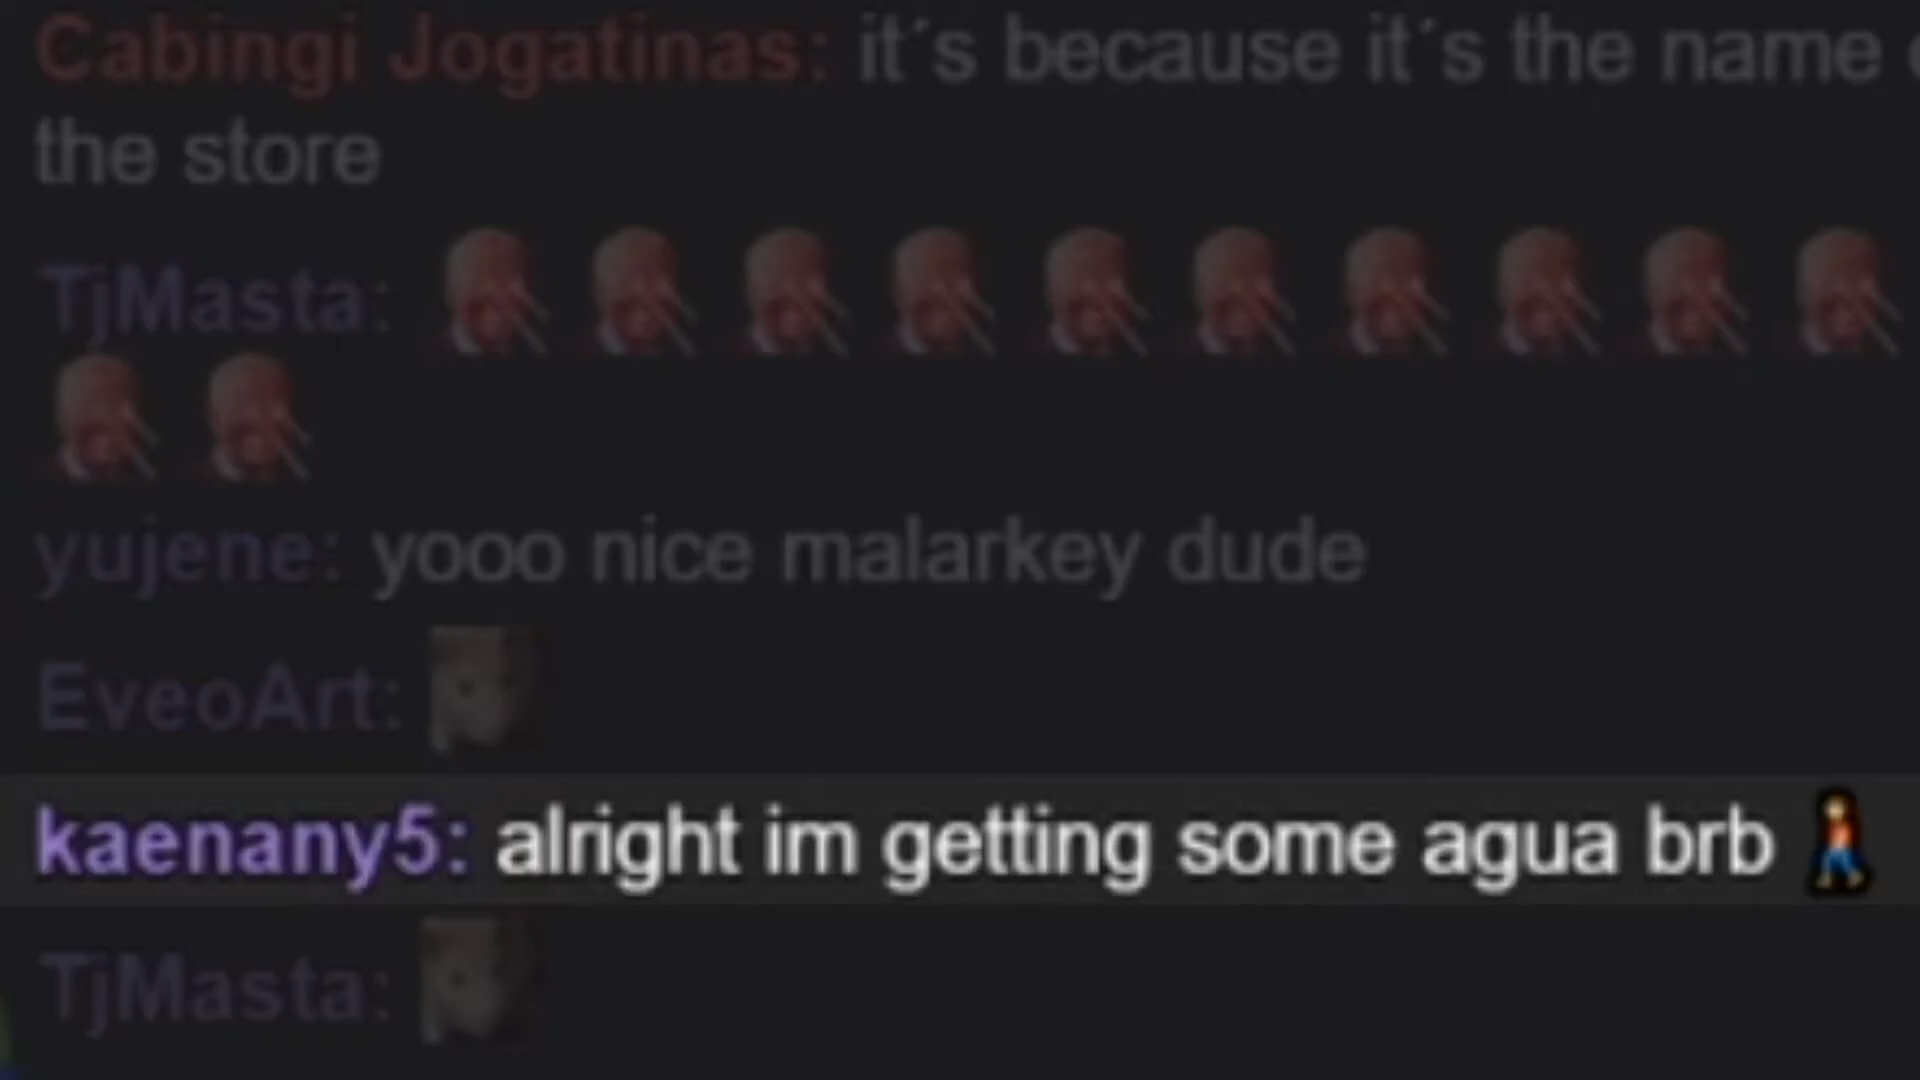 Cabingi Jogatinas: it´s because it´s the name
the store
TjMasta:
yujene: yooo nice malarkey dude
EveoArt:
kaenany5: alright im getting some agua brb
TjMasta: